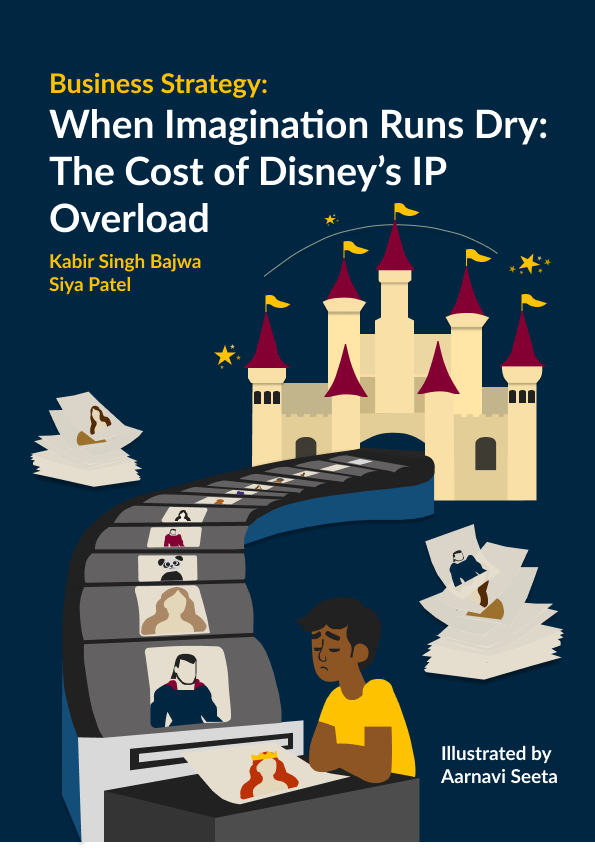 Business Strategy:
When Imagination Runs Dry:
The Cost of Disney’s IP
Overload
Kabir Singh Bajwa
Siya Patel
Illustrated by
Aarnavi Seeta